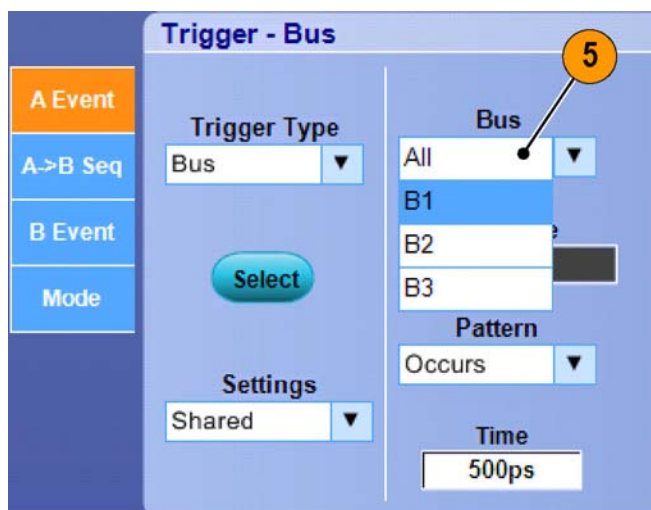 Trigger - Bus
5
A Event
A->B Seq
B Event
Mode
Trigger Type
Bus
Select
Settings
Shared
Bus
All
B1
B2
B3
Pattern
Occurs
Time
500ps